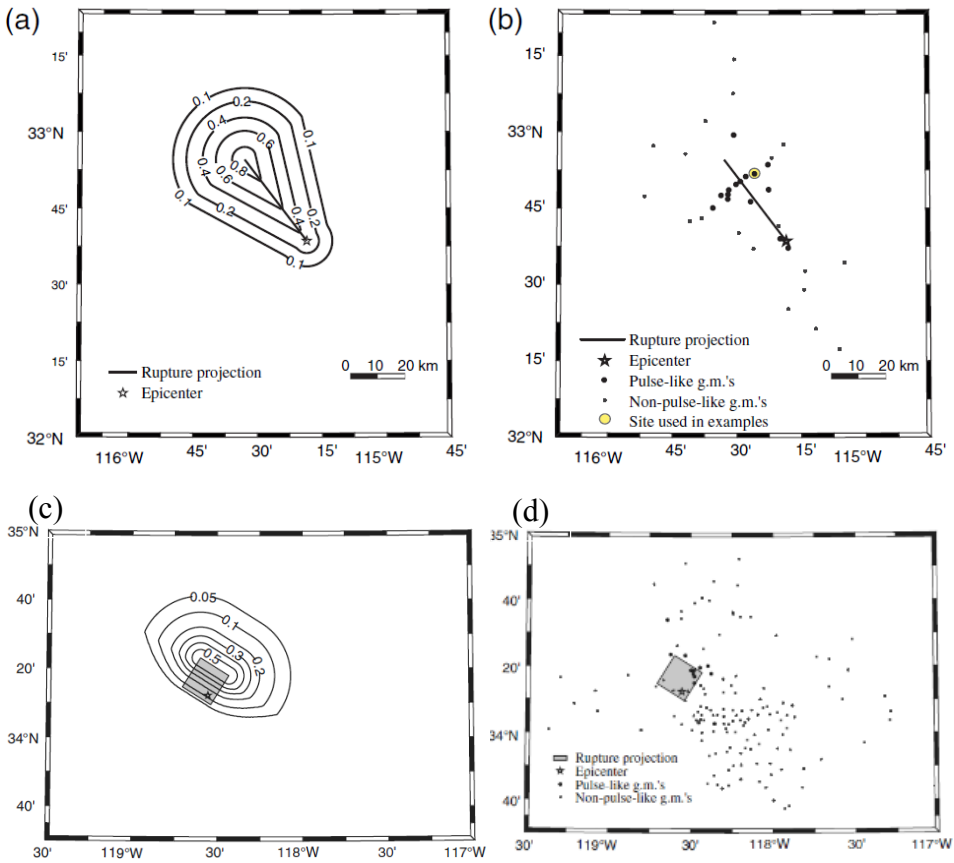 (a)
15'
33°N
45'
30'
15'
32°N
116°W
30'
15'
115°W
45'
0.1
0.2
0.4
0.6
0.8
0.1
0.4
0.6
0.1
0.2
0.4
0.2
0.1
0.1
Rupture projection
Epicenter
0 10 20 km
(b)
15'
33°N
45'
30'
15'
32°N
116°W
30'
15'
115°W
45'
Rupture projection
Epicenter
Pulse-like g.m.'s
Non-pulse-like g.m.'s
Site used in examples
0 10 20 km
(c)
35°N
40'
20'
34°N
40'
30'
119°W
30'
118°W
30'
117°W
0.05
0.1
0.3
0.2
0.5
(d)
35°N
40'
20'
34°N
40'
30'
119°W
30'
118°W
30'
117°W
Rupture projection
Epicenter
Pulse-like g.m.'s
Non-pulse-like g.m.'s